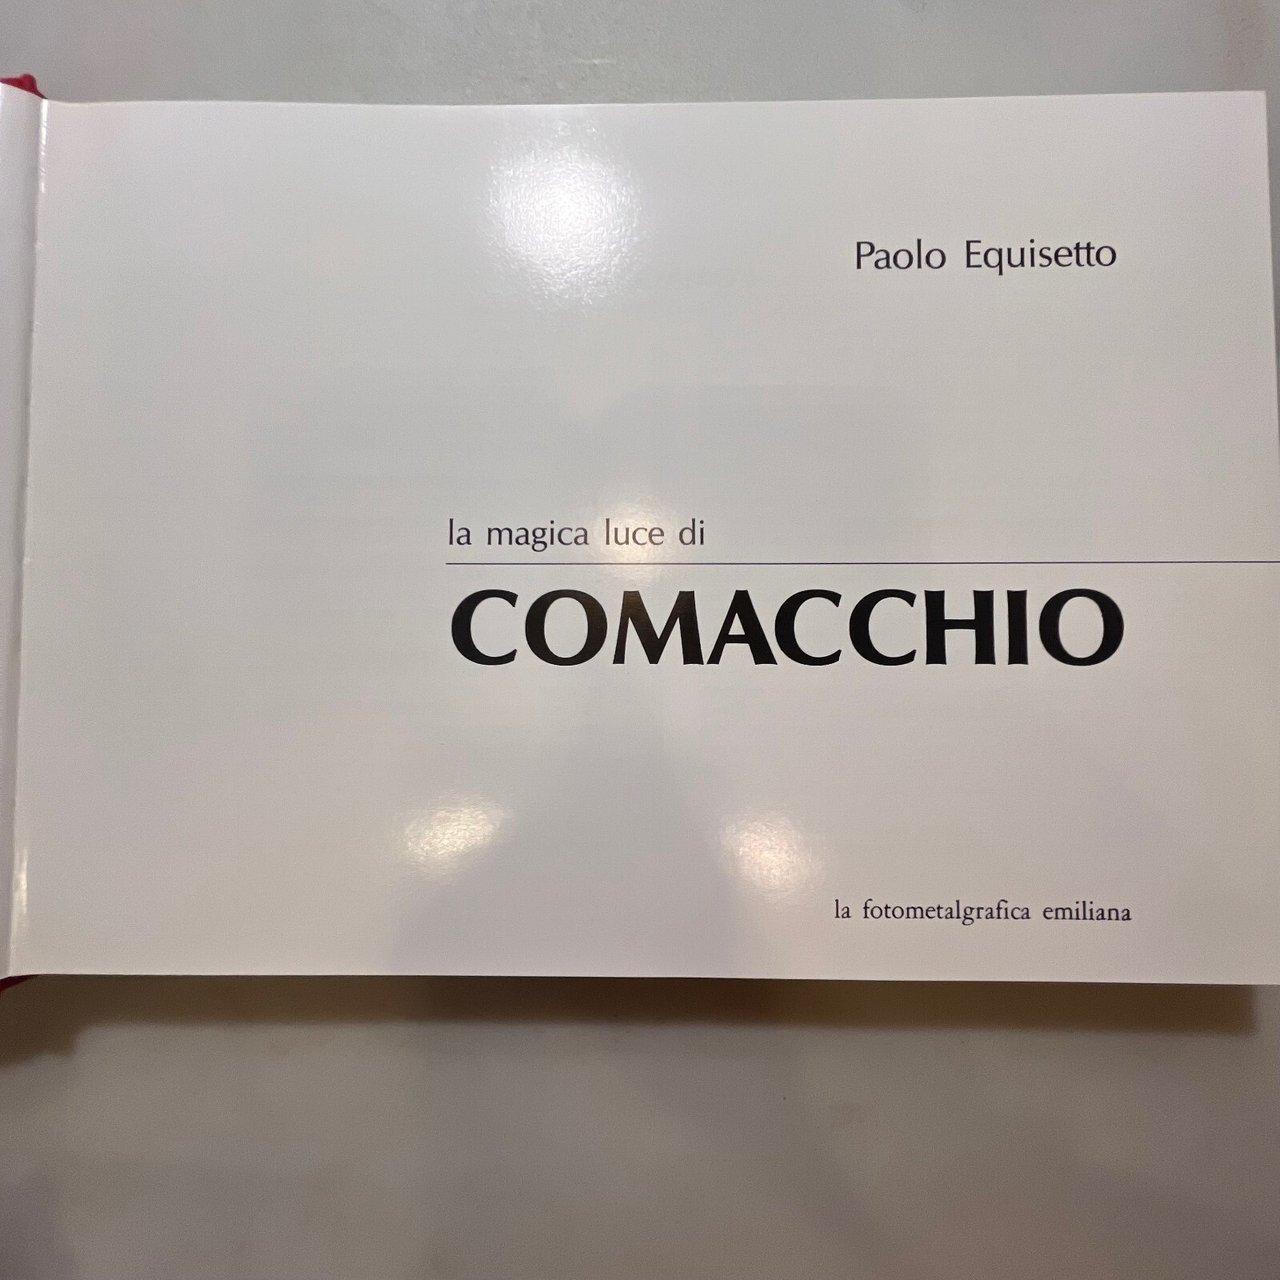 Paolo Equisetto
la magica luce di
COMACCHIO
la fotometalgrafica emiliana